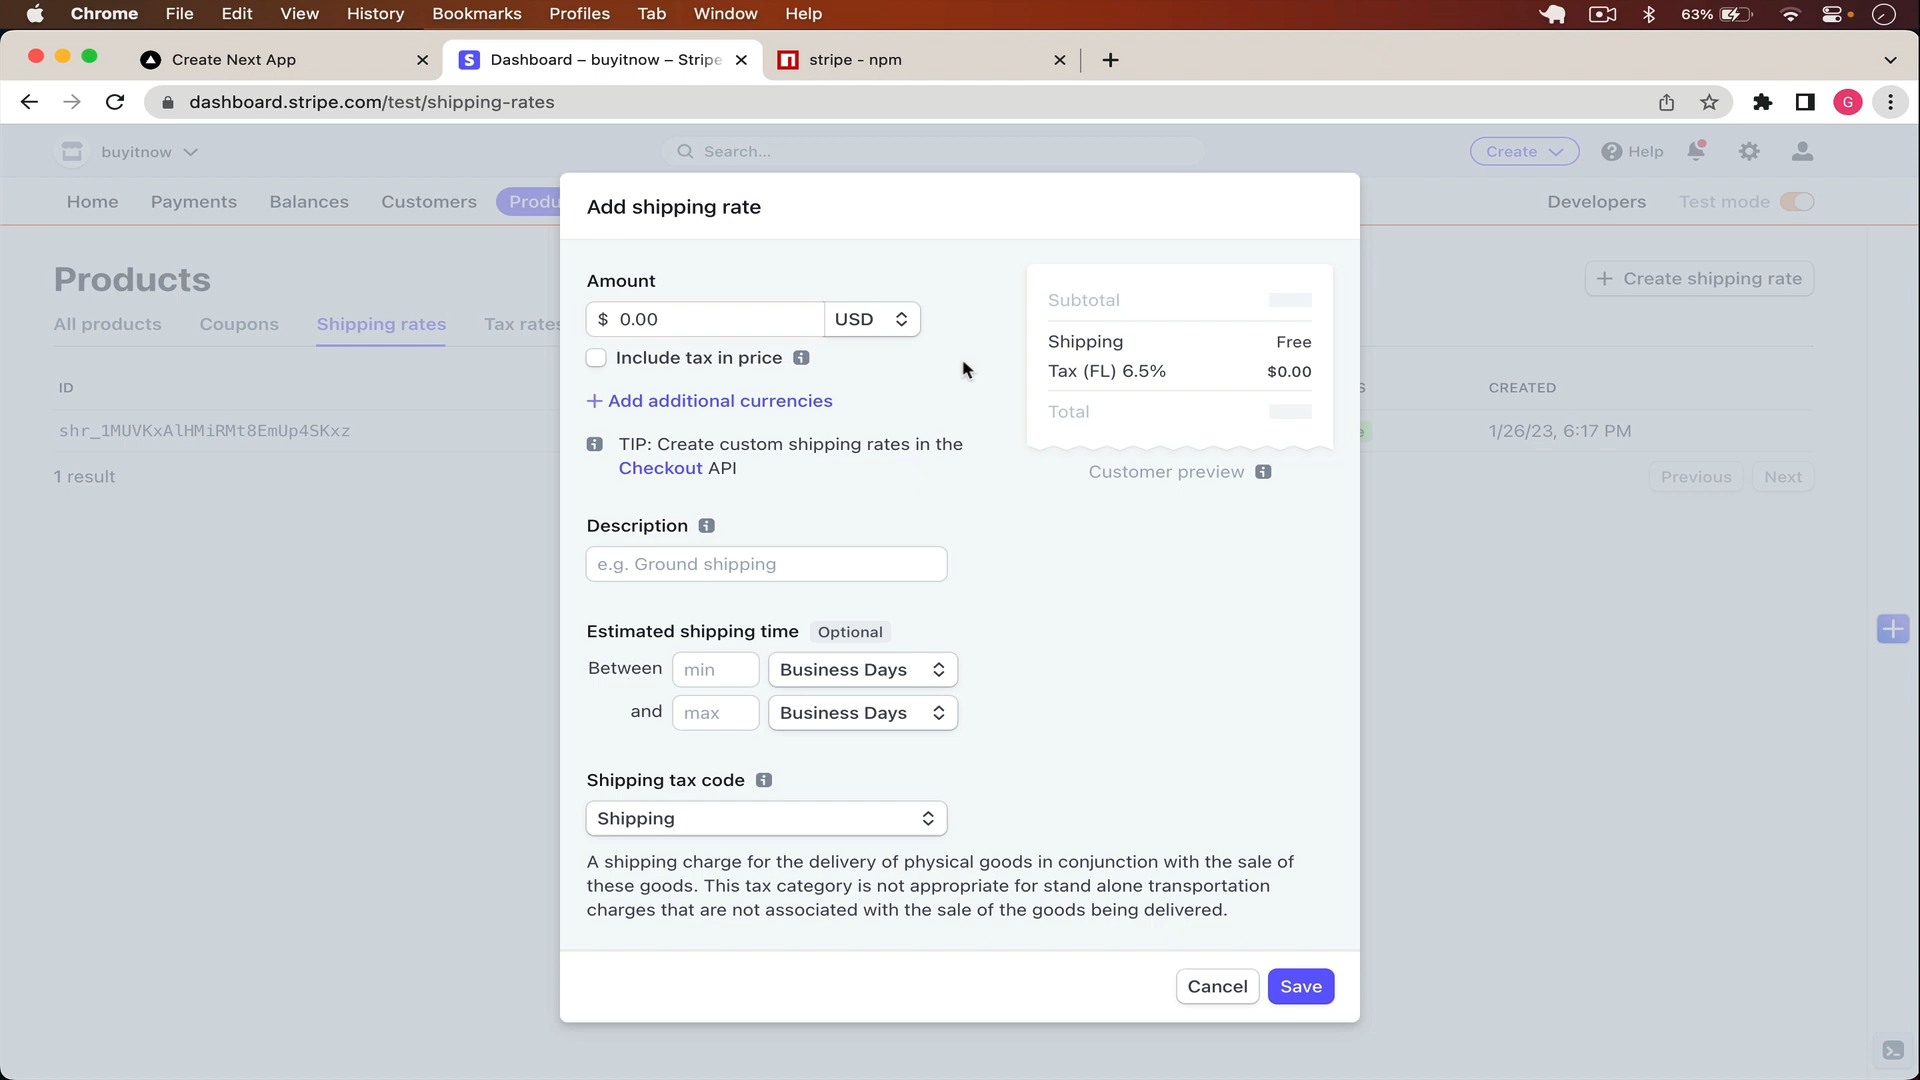 Chrome File Edit View History Bookmarks Profiles Tab Window Help 63%
Create Next App
Dashboard – buyitnow – Stripe
stripe - npm
dashboard.stripe.com/test/shipping-rates
G
buyitnow
Search...
Create
Help
Home Payments Balances Customers Produ
Developers Test mode
Products
Create shipping rate
All products Coupons Shipping rates Tax rates
ID
CREATED
shr_1MUVKxAlHMiRMt8EmUp4SKxz
1/26/23, 6:17 PM
1 result
Previous Next
Add shipping rate
Amount
$ 0.00 USD
Include tax in price
+ Add additional currencies
TIP: Create custom shipping rates in the
Checkout API
Subtotal
Shipping Free
Tax (FL) 6.5% $0.00
Total
Customer preview
Description
e.g. Ground shipping
Estimated shipping time Optional
Between min Business Days
and max Business Days
Shipping tax code
Shipping
A shipping charge for the delivery of physical goods in conjunction with the sale of
these goods. This tax category is not appropriate for stand alone transportation
charges that are not associated with the sale of the goods being delivered.
Cancel Save